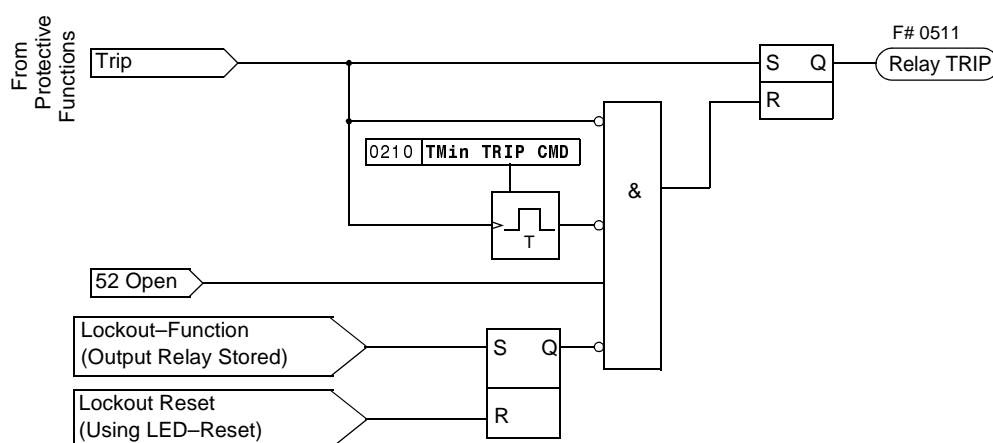 From
Protective
Functions
Trip
F# 0511
S Q
R
Relay TRIP
0210 TMin TRIP CMD
T
&
52 Open
Lockout–Function
(Output Relay Stored)
S Q
R
Lockout Reset
(Using LED–Reset)